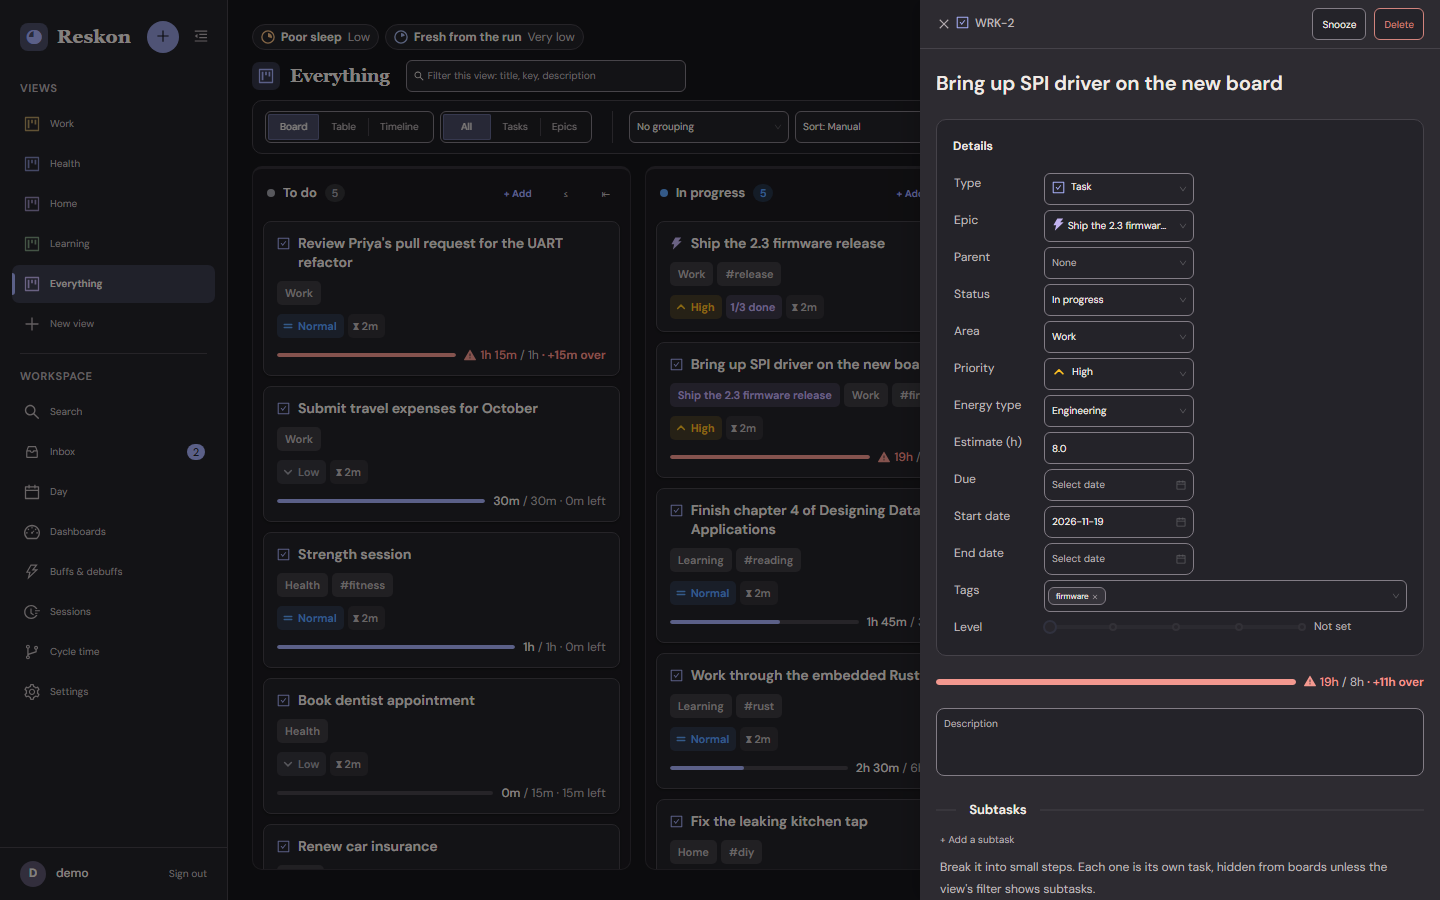 Reskon
VIEWS
Work
Health
Home
Learning
Everything
New view
WORKSPACE
Search
Inbox 2
Day
Dashboards
Buffs & debuffs
Sessions
Cycle time
Settings
D demo Sign out
Poor sleep Low
Fresh from the run Very low
Everything
Filter this view: title, key, description
Board Table Timeline
All Tasks Epics
No grouping
Sort: Manual
To do 5 + Add
Review Priya's pull request for the UART
refactor
Work
Normal 2m
1h 15m / 1h · +15m over
Submit travel expenses for October
Work
Low 2m
30m / 30m · 0m left
Strength session
Health #fitness
Normal 2m
1h / 1h · 0m left
Book dentist appointment
Health
Low 2m
0m / 15m · 15m left
Renew car insurance
In progress 5 + Add
Ship the 2.3 firmware release
Work #release
High 1/3 done 2m
Bring up SPI driver on the new boa
Ship the 2.3 firmware release Work #fir
High 2m
19h /
Finish chapter 4 of Designing Data
Applications
Learning #reading
Normal 2m
1h 45m /
Work through the embedded Rust
Learning #rust
Normal 2m
2h 30m / 6h
Fix the leaking kitchen tap
Home #diy
WRK-2
Snooze
Delete
Bring up SPI driver on the new board
Details
Type Task
Epic Ship the 2.3 firmwar...
Parent None
Status In progress
Area Work
Priority High
Energy type Engineering
Estimate (h) 8.0
Due Select date
Start date 2026-11-19
End date Select date
Tags firmware ×
Level Not set
19h / 8h · +11h over
Description
Subtasks
+ Add a subtask
Break it into small steps. Each one is its own task, hidden from boards unless the
view's filter shows subtasks.